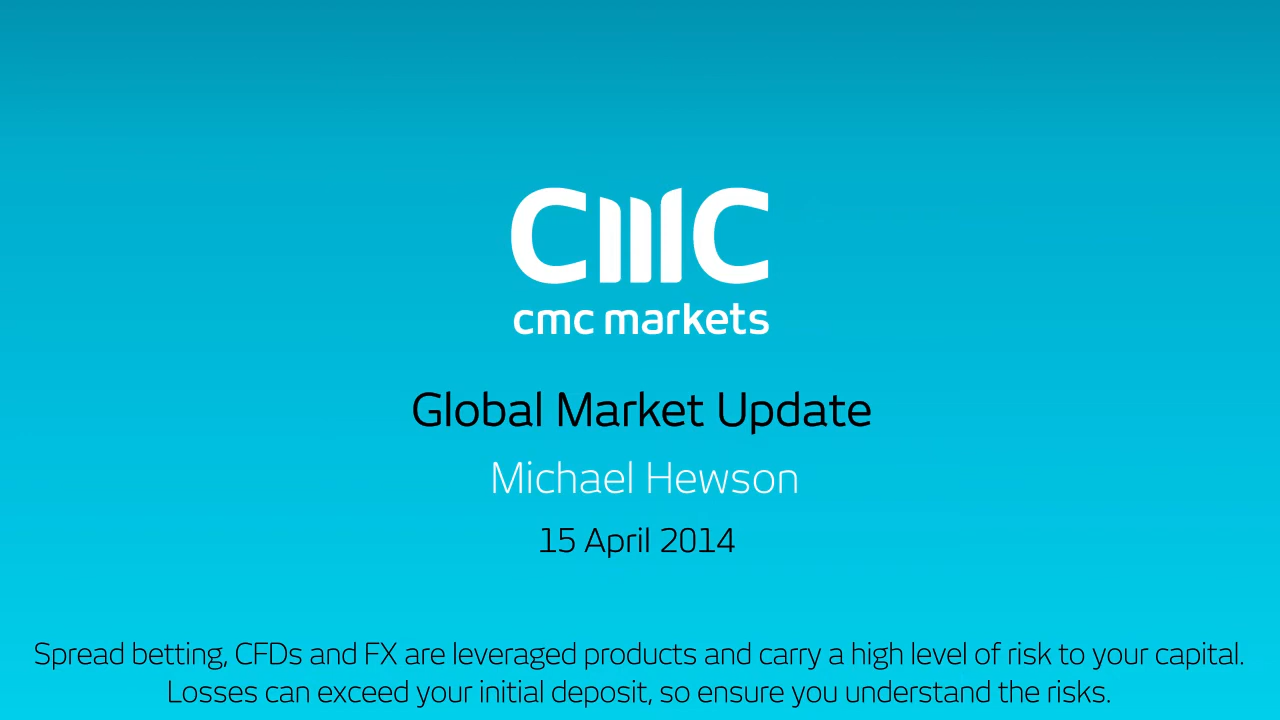 CMC
cmc markets
Global Market Update
Michael Hewson
15 April 2014
Spread betting, CFDs and FX are leveraged products and carry a high level of risk to your capital.
Losses can exceed your initial deposit, so ensure you understand the risks.